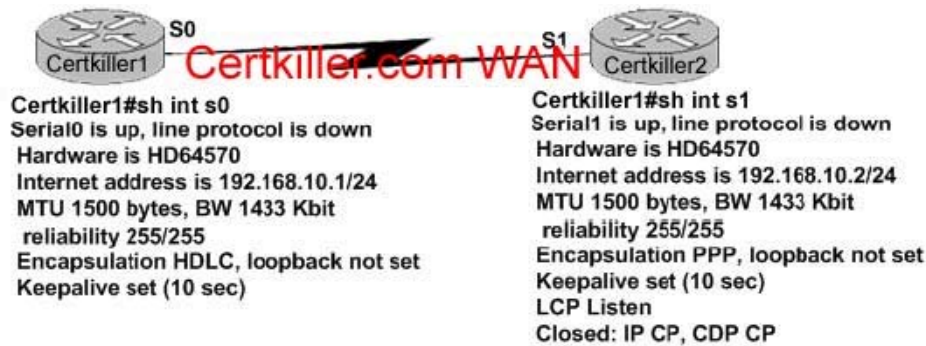 S0
S1
Certkiller1
Certkiller.com WAN
Certkiller2
Certkiller1#sh int s0
Serial0 is up, line protocol is down
Hardware is HD64570
Internet address is 192.168.10.1/24
MTU 1500 bytes, BW 1433 Kbit
reliability 255/255
Encapsulation HDLC, loopback not set
Keepalive set (10 sec)
Certkiller1#sh int s1
Serial1 is up, line protocol is down
Hardware is HD64570
Internet address is 192.168.10.2/24
MTU 1500 bytes, BW 1433 Kbit
reliability 255/255
Encapsulation PPP, loopback not set
Keepalive set (10 sec)
LCP Listen
Closed: IP CP, CDP CP